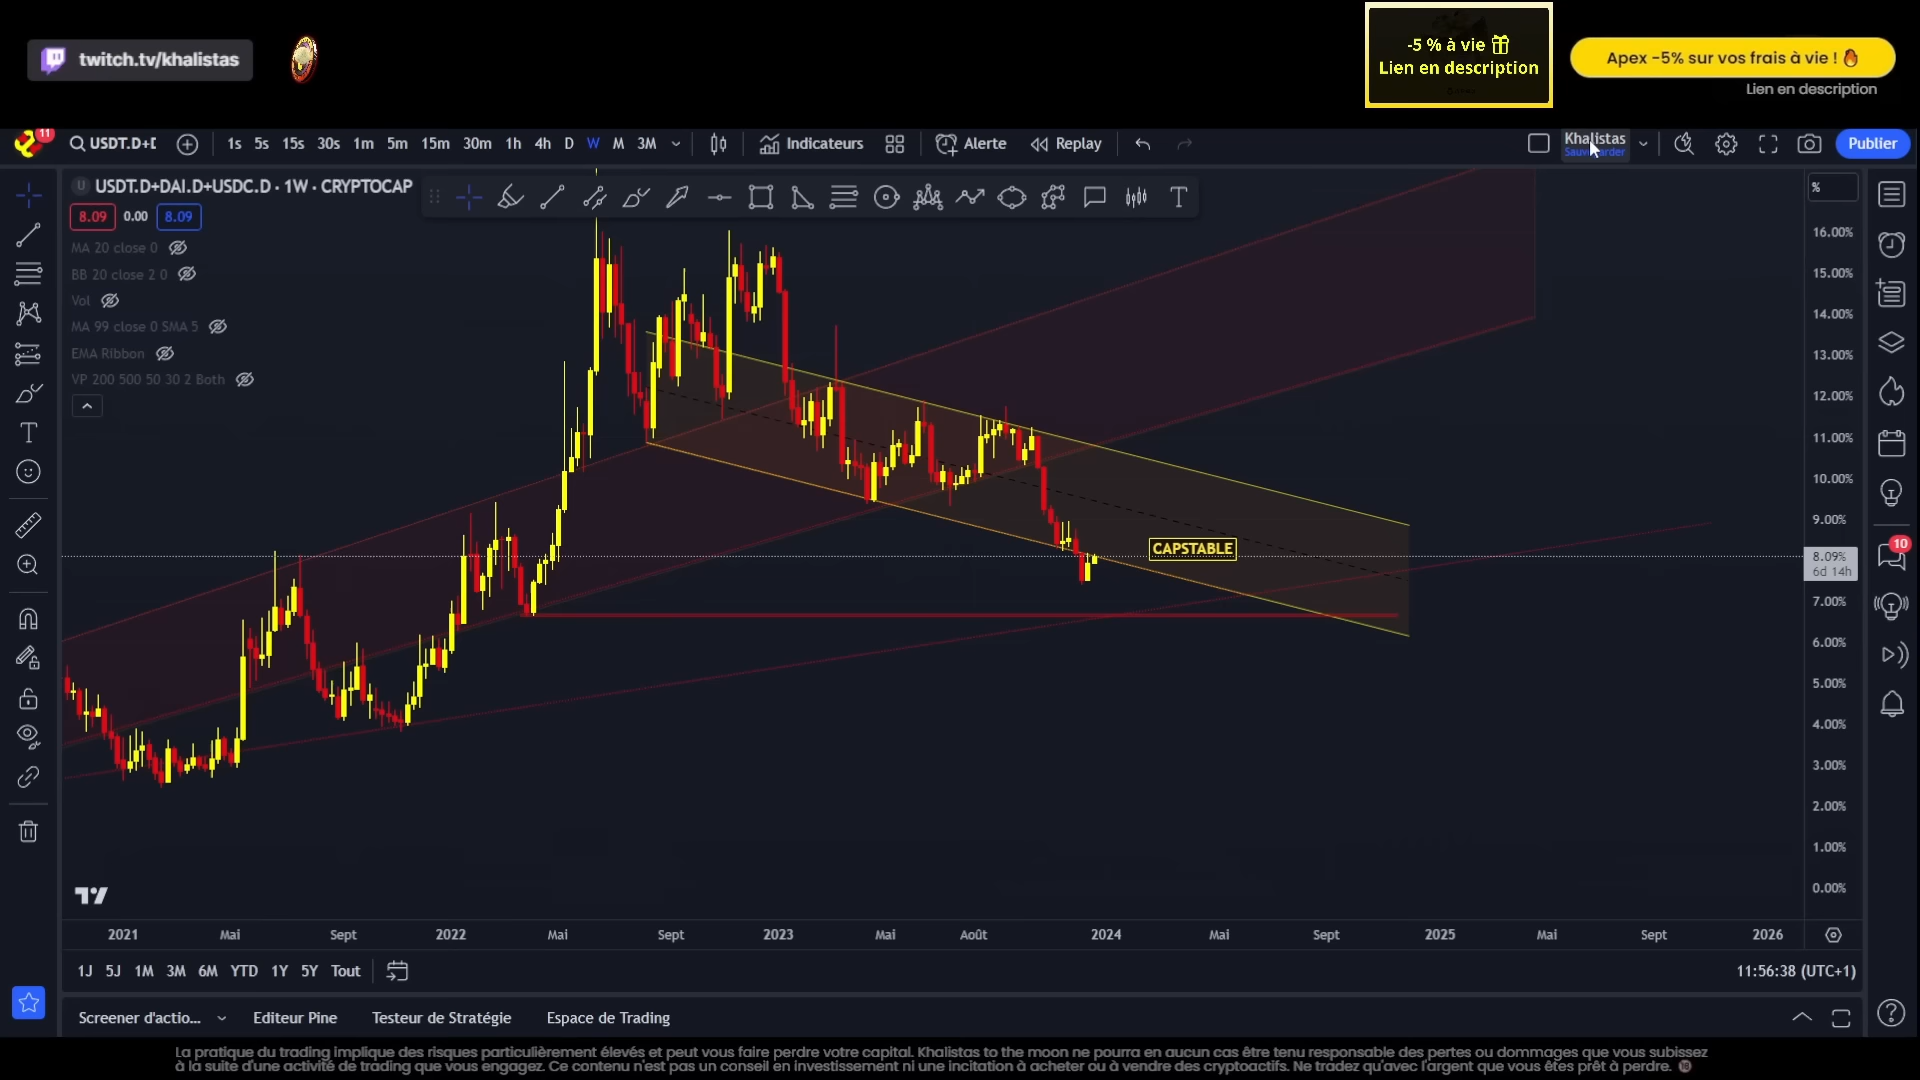 twitch.tv/khalistas
-5 % à vie
Lien en description
Apex -5% sur vos frais à vie !
Lien en description
11
USDT.D+D
1s 5s 15s 30s 1m 5m 15m 30m 1h 4h D W M 3M
Indicateurs
Alerte
Replay
Khalistas
Sauvegarder
Publier
USDT.D+DAI.D+USDC.D · 1W · CRYPTOCAP
8.09 0.00 8.09
MA 20 close 0
BB 20 close 2 0
Vol
MA 99 close 0 SMA 5
EMA Ribbon
VP 200 500 50 30 2 Both
%
16.00%
15.00%
14.00%
13.00%
12.00%
11.00%
10.00%
9.00%
CAPSTABLE
8.09%
6d 14h
10
7.00%
6.00%
5.00%
4.00%
3.00%
2.00%
1.00%
0.00%
2021 Mai Sept 2022 Mai Sept 2023 Mai Août 2024 Mai Sept 2025 Mai Sept 2026
1J 5J 1M 3M 6M YTD 1Y 5Y Tout
11:56:38 (UTC+1)
Screener d'actio... Editeur Pine Testeur de Stratégie Espace de Trading
La pratique du trading implique des risques particulièrement élevés et peut vous faire perdre votre capital. Khalistas to the moon ne pourra en aucun cas être tenu responsable des pertes ou dommages que vous subissez
à la suite d'une activité de trading que vous engagez. Ce contenu n'est pas un conseil en investissement ni une incitation à acheter ou à vendre des cryptoactifs. Ne tradez qu'avec l'argent que vous êtes prêt à perdre.